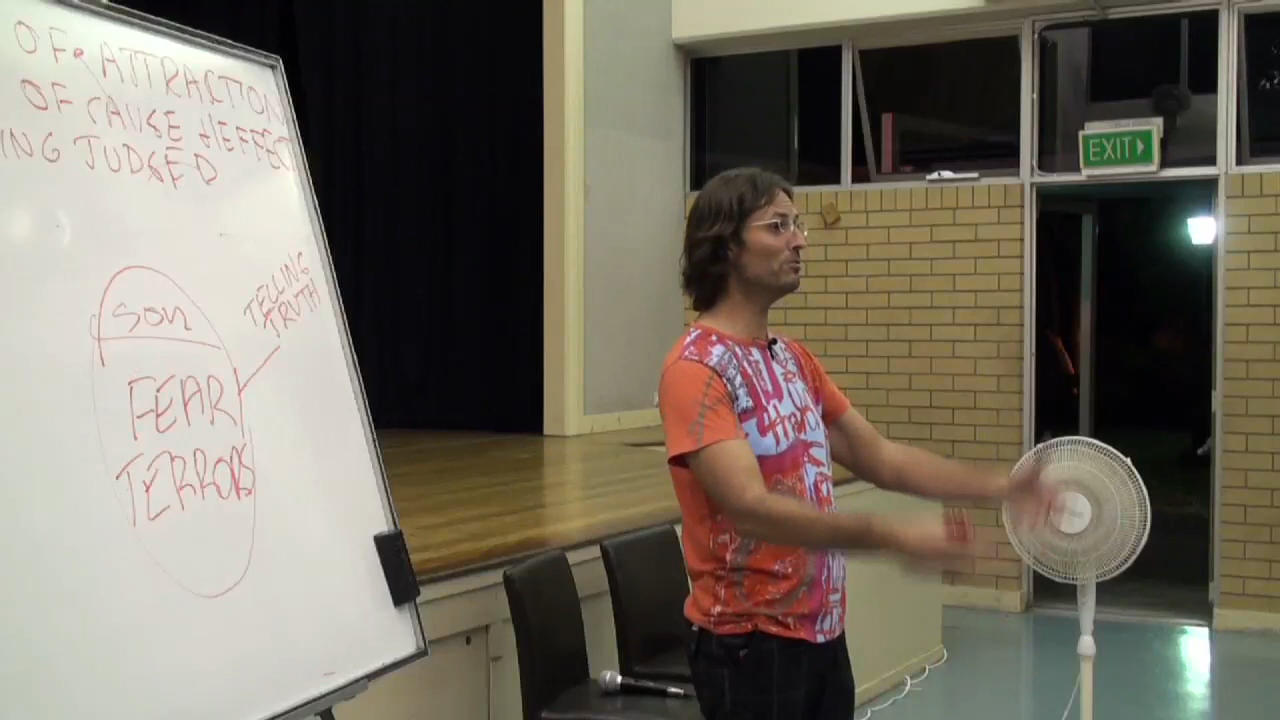 OF ATTRACTION
OF CAUSE & EFFECT
ING JUDGED
SON
TELLING
TRUTH
FEAR
TERRORS
EXIT